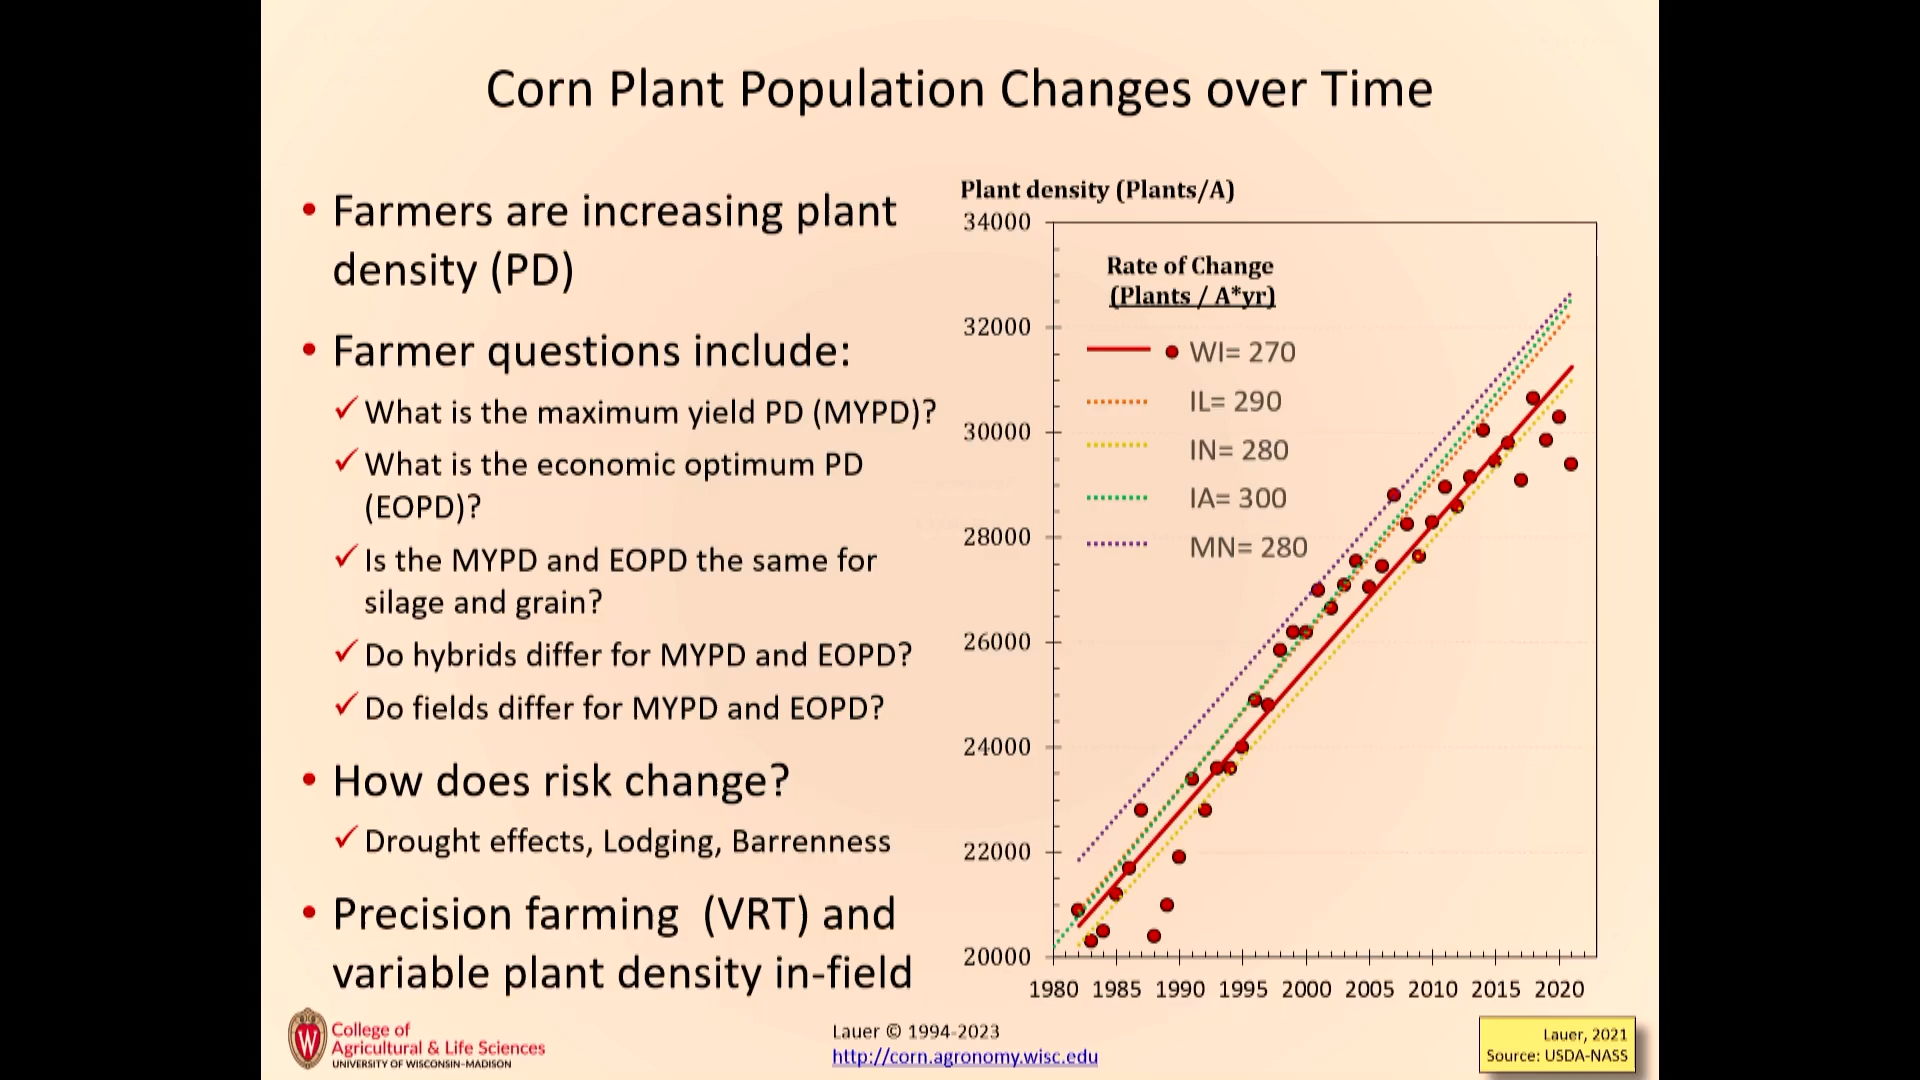 Corn Plant Population Changes over Time
• Farmers are increasing plant
density (PD)
• Farmer questions include:
✓ What is the maximum yield PD (MYPD)?
✓ What is the economic optimum PD
(EOPD)?
✓ Is the MYPD and EOPD the same for
silage and grain?
✓ Do hybrids differ for MYPD and EOPD?
✓ Do fields differ for MYPD and EOPD?
• How does risk change?
✓ Drought effects, Lodging, Barrenness
• Precision farming (VRT) and
variable plant density in-field
Plant density (Plants/A)
34000
32000
30000
28000
26000
24000
22000
20000
Rate of Change
(Plants / A*yr)
WI= 270
IL= 290
IN= 280
IA= 300
MN= 280
1980 1985 1990 1995 2000 2005 2010 2015 2020
W
College of
Agricultural & Life Sciences
UNIVERSITY OF WISCONSIN-MADISON
Lauer © 1994-2023
http://corn.agronomy.wisc.edu
Lauer, 2021
Source: USDA-NASS